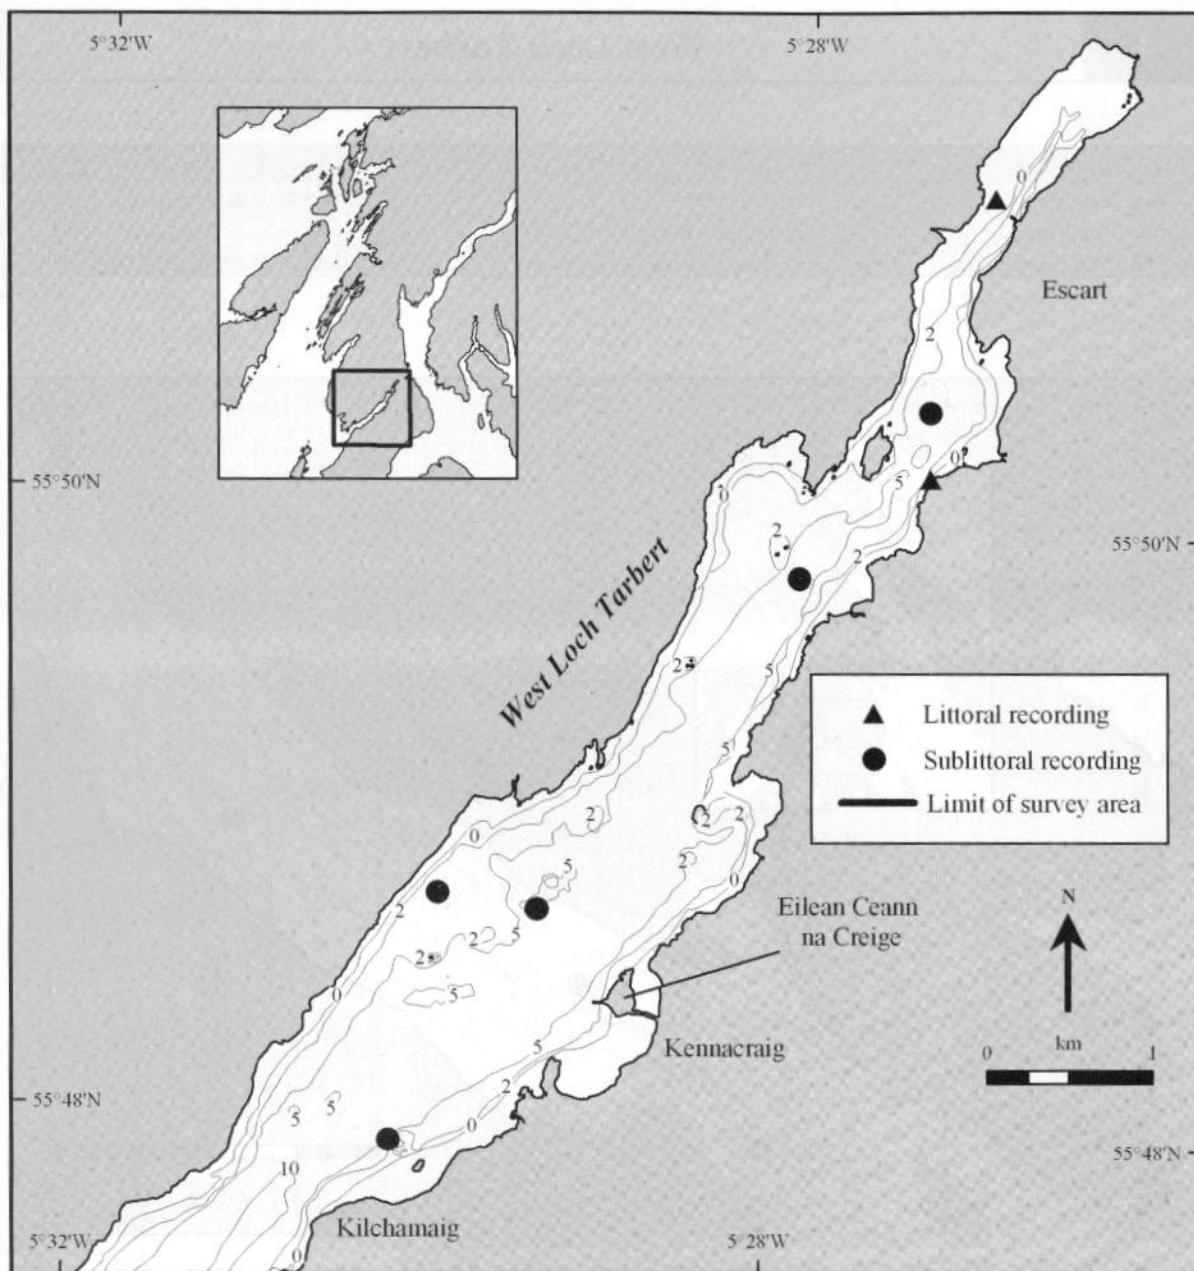 5°32'W
5°28'W
0
Escart
2
55°50'N
0
5
0
2
55°50'N
2
West Loch Tarbert
2
5
Littoral recording
Sublittoral recording
Limit of survey area
5
2
2
2
0
2
5
0
2
Eilean Ceann
na Creige
N
2
5
2
5
0
5
Kennacraig
km
0
1
2
55°48'N
5
5
0
55°48'N
10
Kilchamaig
5°32'W
5°28'W
0